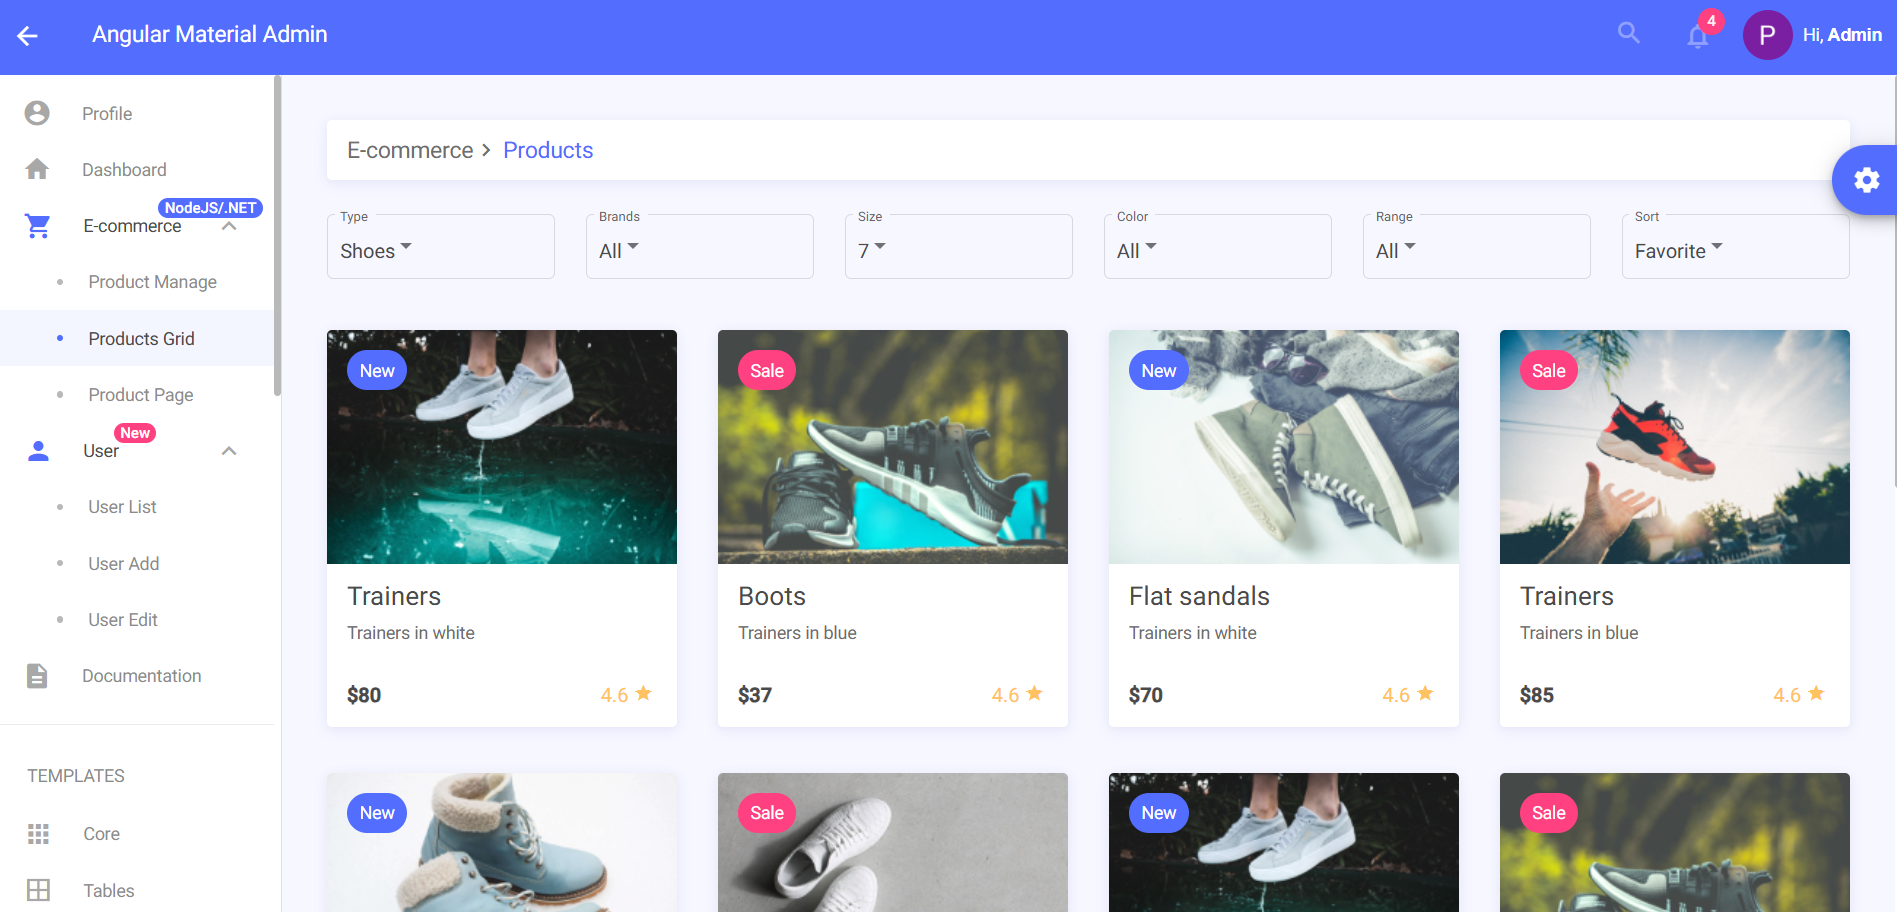 Angular Material Admin
4
P
Hi, Admin
Profile
Dashboard
NodeJS/.NET
E-commerce
Product Manage
Products Grid
Product Page
New
User
User List
User Add
User Edit
Documentation
TEMPLATES
Core
Tables
E-commerce > Products
Type
Shoes
Brands
All
Size
7
Color
All
Range
All
Sort
Favorite
New
Trainers
Trainers in white
$80
4.6
Sale
Boots
Trainers in blue
$37
4.6
New
Flat sandals
Trainers in white
$70
4.6
Sale
Trainers
Trainers in blue
$85
4.6
New
Sale
New
Sale